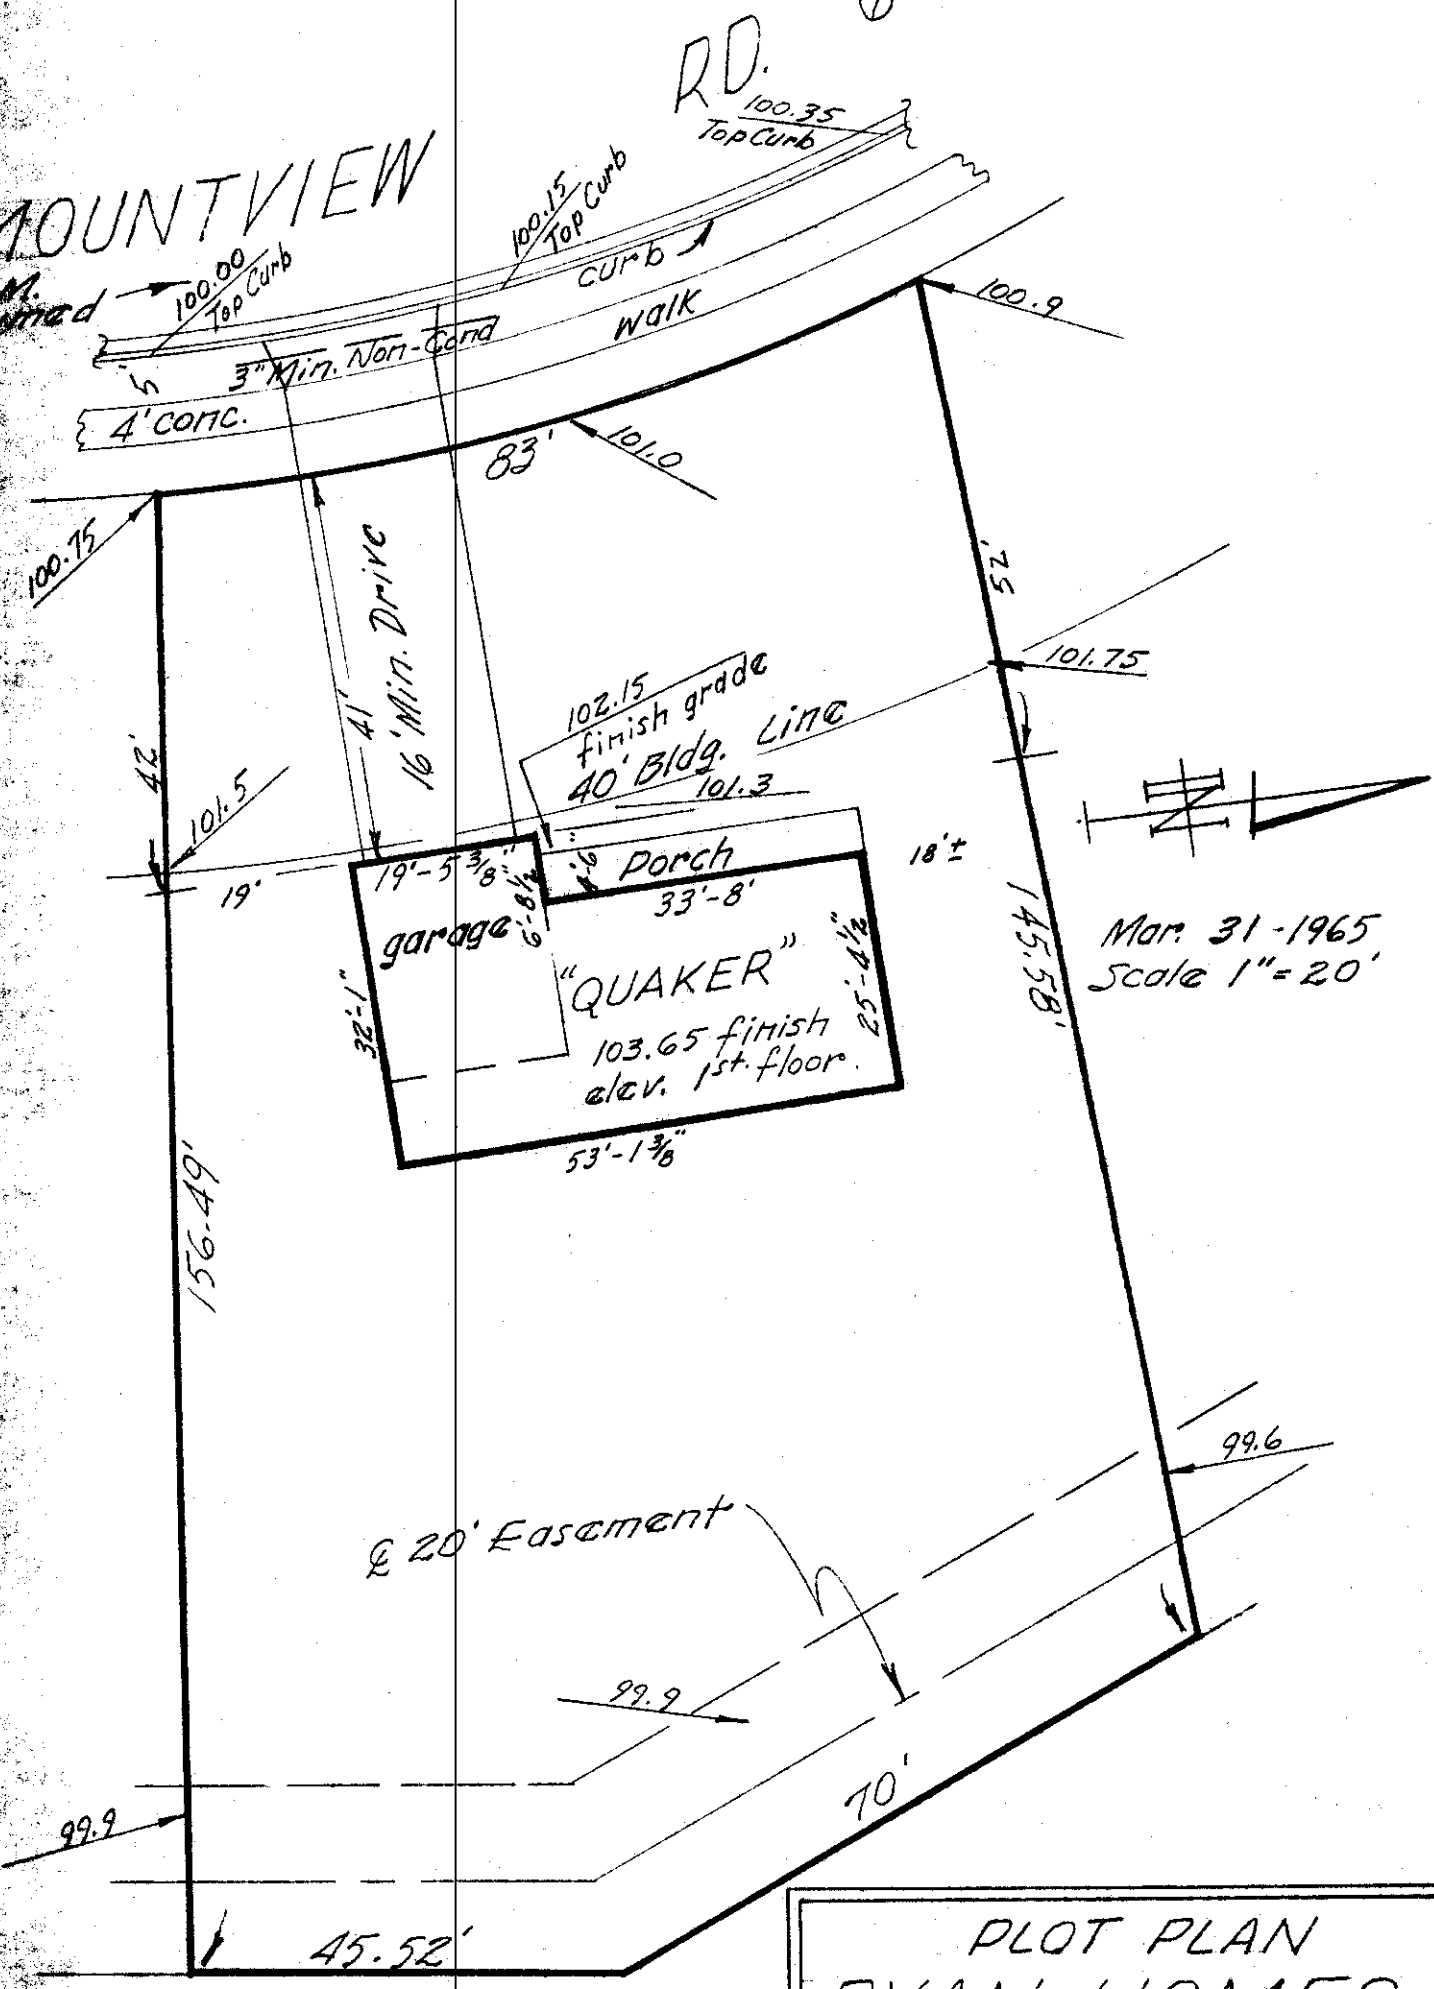 RD.
100.35
Top Curb
MOUNTVIEW
100.00
Top Curb
100.15
Top Curb
curb
walk
5'
3" Min. Non-Cond
4' conc.
100.9
83'
101.0
100.75
52'
16' Min. Drive
41'
42'
101.75
102.15
finish grade
40' Bldg. Line
101.3
101.5
19'
19'-5 3/8"
6'-8 1/2"
4'-6"
Porch
33'-8"
18'±
N
garage
"QUAKER"
25'-4 1/2"
32'-1"
103.65 finish
elev. 1st. floor.
53'-1 3/8"
145.58'
Mar. 31-1965
Scale 1"=20'
156.49'
99.6
℄ 20' Easement
99.9
70'
99.9
45.52'
PLOT PLAN
RYAN HOMES